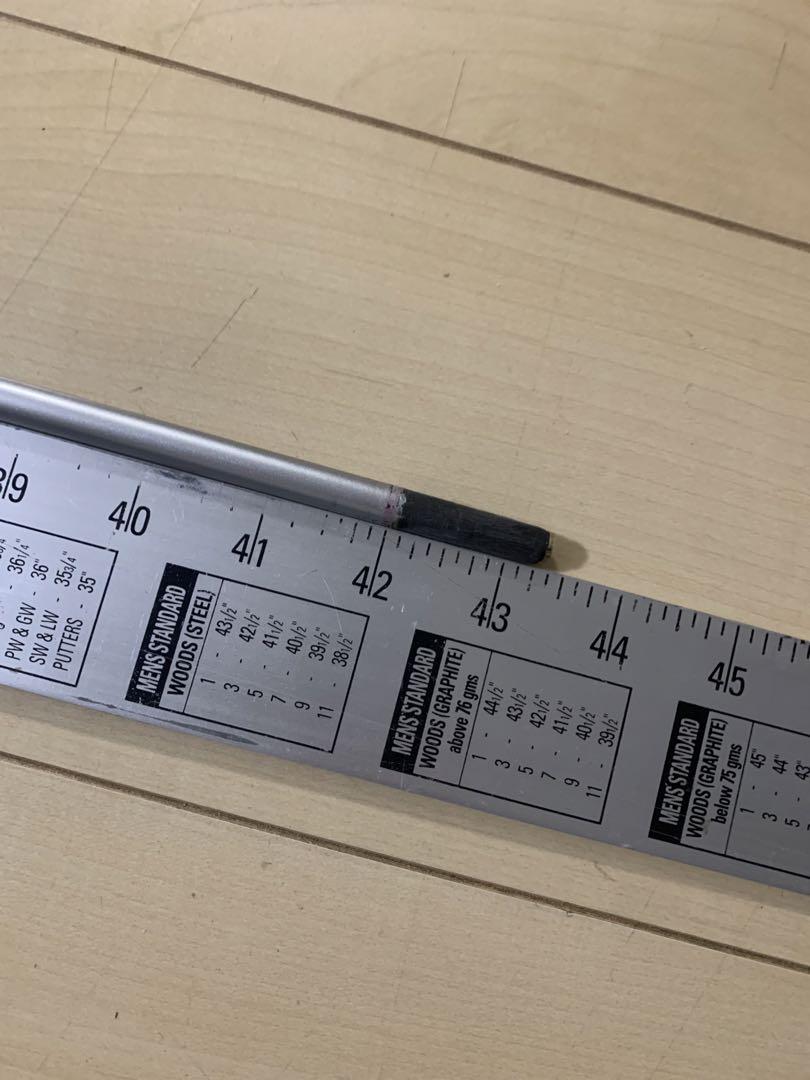 39
40
41
42
43
44
45
36 1/4"
PW & GW - 36"
SW & LW - 35 3/4"
PUTTERS - 35"
MENS STANDARD
WOODS (STEEL)
1 - 43 1/2"
3 - 42 1/2"
5 - 41 1/2"
7 - 40 1/2"
9 - 39 1/2"
11 - 38 1/2"
MENS STANDARD
WOODS (GRAPHITE)
above 76 gms
1 - 44 1/2"
3 - 43 1/2"
5 - 42 1/2"
7 - 41 1/2"
9 - 40 1/2"
11 - 39 1/2"
MENS STANDARD
WOODS (GRAPHITE)
below 75 gms
1 - 45"
3 - 44"
5 - 43"